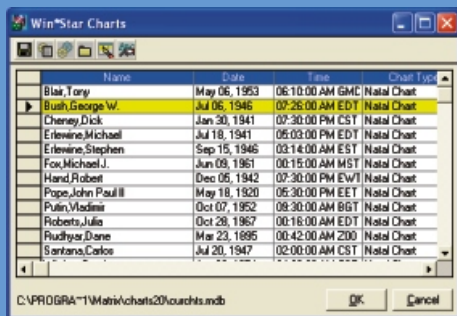 Win*Star Charts
Name Date Time Chart Type
Blair,Tony May 06, 1953 06:10:00 AM GMD Natal Chart
Bush,George W. Jul 06, 1946 07:26:00 AM EDT Natal Chart
Cheney,Dick Jan 30, 1941 07:30:00 PM CST Natal Chart
Erlewine,Michael Jul 18, 1941 05:03:00 PM EDT Natal Chart
Erlewine,Stephen Sep 15, 1946 03:14:00 AM EST Natal Chart
Fox,Michael J. Jun 09, 1961 00:15:00 AM MST Natal Chart
Hand,Robert Dec 05, 1942 07:30:00 PM EWT Natal Chart
Pope,John Paul II May 18, 1920 05:30:00 PM EET Natal Chart
Putin,Vladimir Oct 07, 1952 09:30:00 AM BGT Natal Chart
Roberts,Julia Oct 28, 1967 00:16:00 AM EDT Natal Chart
Rudhyar,Dane Mar 23, 1895 00:42:00 AM Z00 Natal Chart
Santana,Carlos Jul 20, 1947 02:00:00 AM CST Natal Chart
C:\PROGRA~1\Matrix\charts20\ourchts.mdb OK Cancel